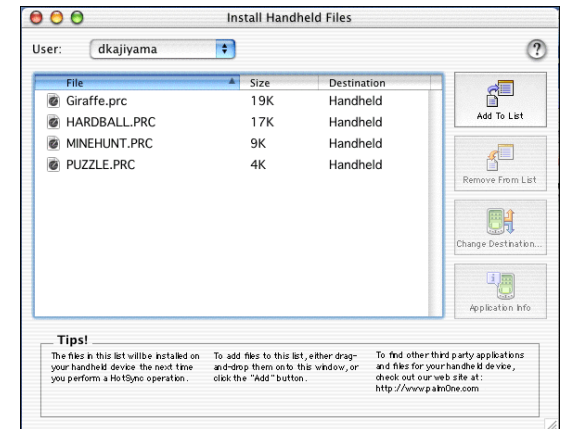 Install Handheld Files
User: dkajiyama
?
File Size Destination
Giraffe.prc 19K Handheld
HARDBALL.PRC 17K Handheld
MINEHUNT.PRC 9K Handheld
PUZZLE.PRC 4K Handheld
Add To List
Remove From List
Change Destination...
Application Info
Tips!
The files in this list will be installed on
your handheld device the next time
you perform a HotSync operation.
To add files to this list, either drag-
and-drop them onto this window, or
click the "Add" button.
To find other third party applications
and files for your handheld device,
check out our web site at:
http://www.palmOne.com